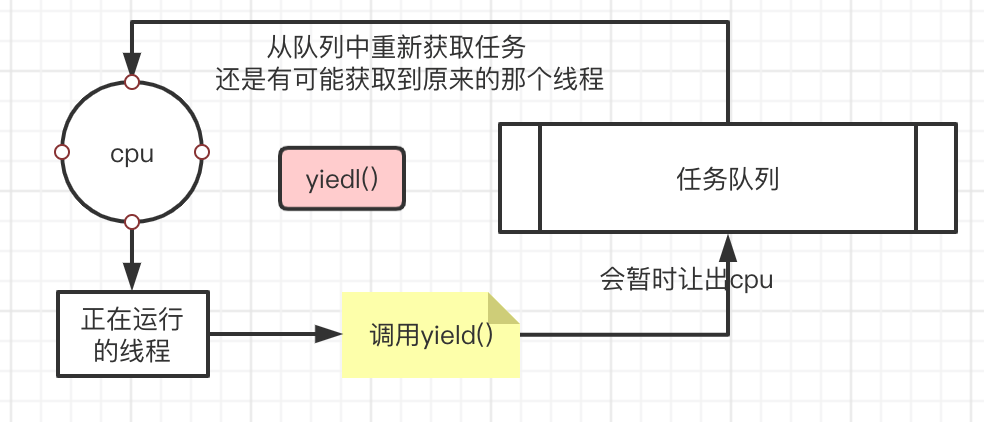 从队列中重新获取任务
还是有可能获取到原来的那个线程
cpu
yiedl()
任务队列
会暂时让出cpu
正在运行
的线程
调用yield()